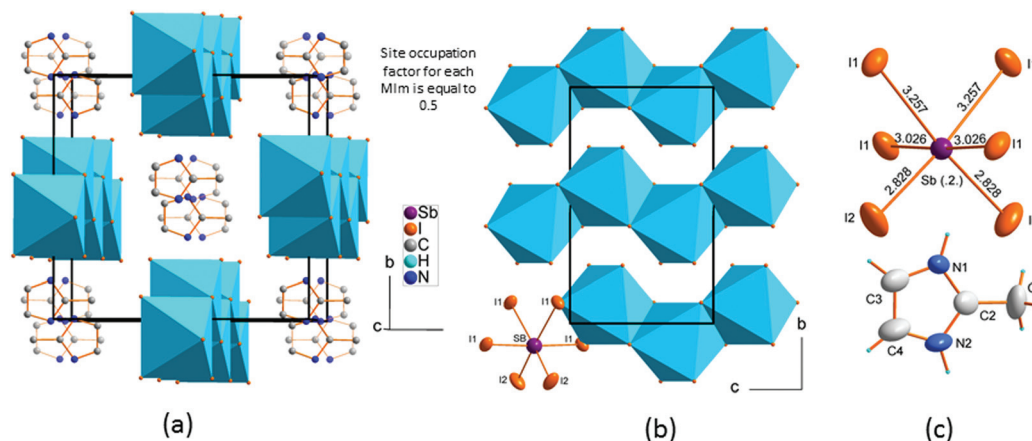 Site occupation
factor for each
MIm is equal to
0.5
Sb
I
C
H
N
b
c
(a)
I1
I1
SB
I1
I1
I2
I2
b
c
(b)
I1
I
3.257
3.257
I1
3.026
3.026
I1
Sb (.2.)
2.828
2.828
I2
I
N1
C3
C2
C
C4
N2
(c)